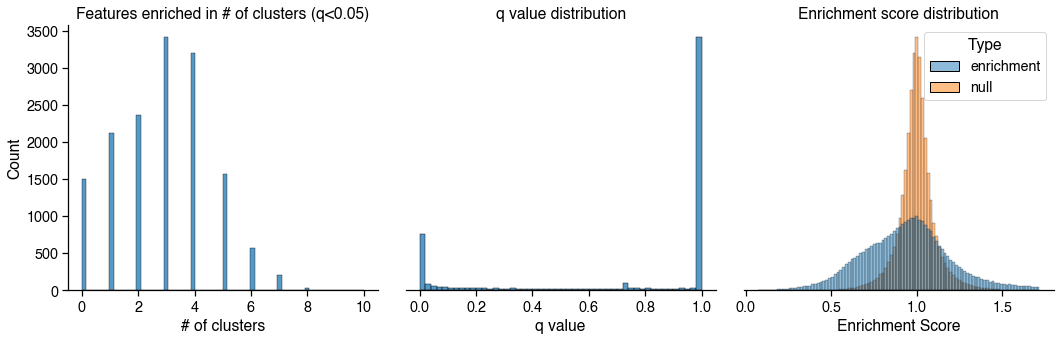 Features enriched in # of clusters (q<0.05)
q value distribution
Enrichment score distribution
Count
3500
3000
2500
2000
1500
1000
500
0
0 2 4 6 8 10
# of clusters
0.0 0.2 0.4 0.6 0.8 1.0
q value
Type
enrichment
null
0.0 0.5 1.0 1.5
Enrichment Score